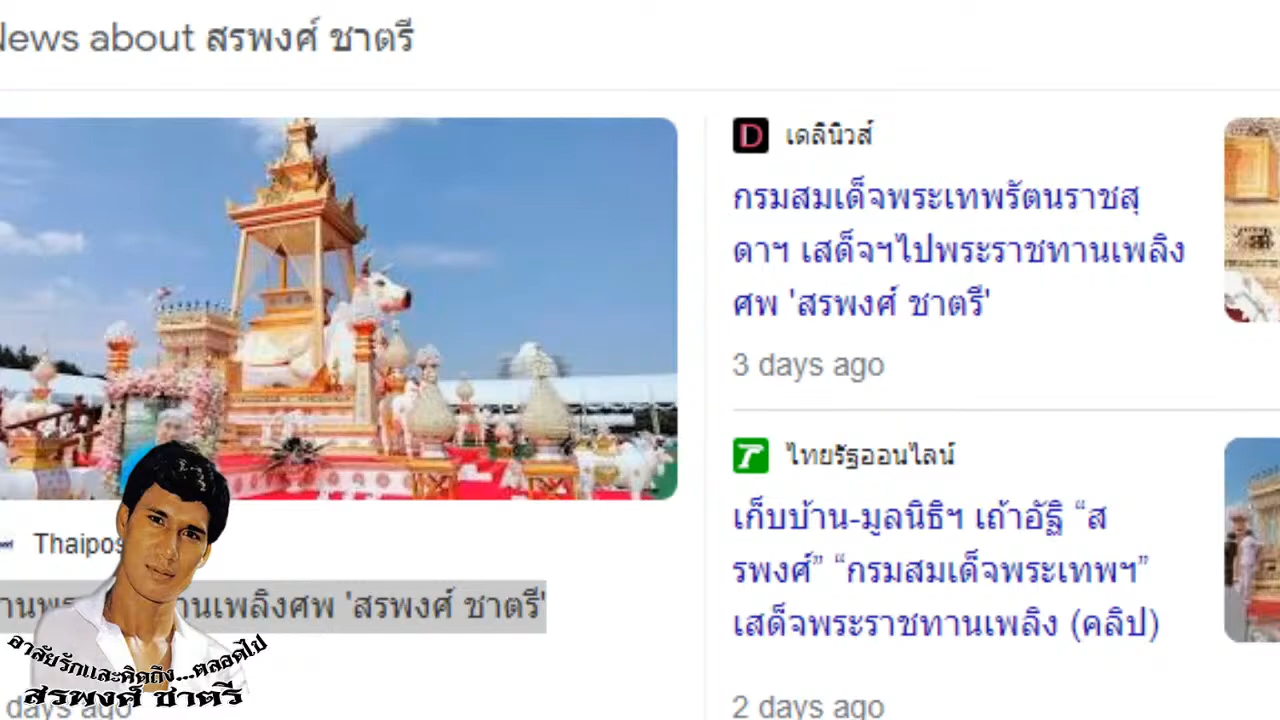 News about สรพงศ์ ชาตรี
เดลินิวส์
กรมสมเด็จพระเทพรัตนราชสุ
ดาฯ เสด็จฯไปพระราชทานเพลิง
ศพ 'สรพงศ์ ชาตรี'
3 days ago
ไทยรัฐออนไลน์
เก็บบ้าน-มูลนิธิฯ เถ้าอัฐิ “ส
รพงศ์” “กรมสมเด็จพระเทพฯ”
เสด็จพระราชทานเพลิง (คลิป)
2 days ago
Thaipos
านเพลิงศพ 'สรพงศ์ ชาตรี'
อาลัยรักและคิดถึง...ตลอดไป
สรพงศ์ ชาตรี
days ago